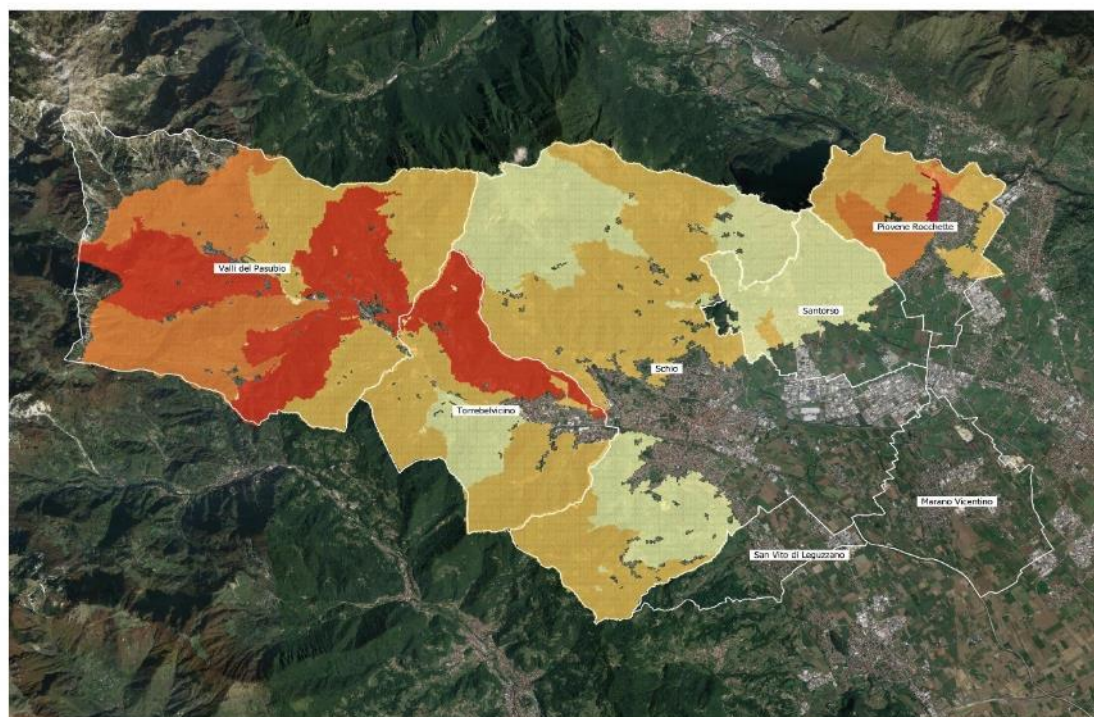 Piovene Rocchette
Valli del Pasubio
Santorso
Schio
Torrebelvicino
Marano Vicentino
San Vito di Leguzzano